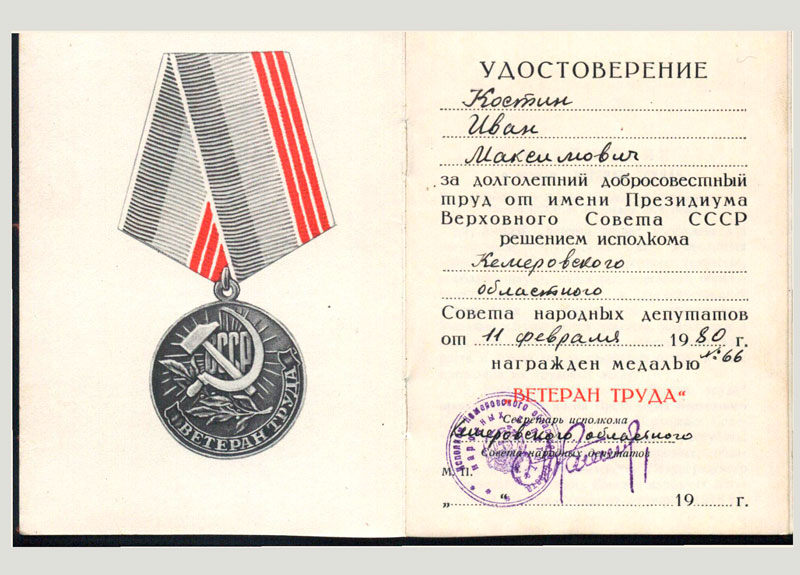 СССР
ВЕТЕРАН ТРУДА
УДОСТОВЕРЕНИЕ
Костин
Иван
Максимович
за долголетний добросовестный
труд от имени Президиума
Верховного Совета СССР
решением исполкома
Кемеровского
областного
Совета народных депутатов
от 11 февраля 1980 г.
награжден медалью №66
„ВЕТЕРАН ТРУДА“
Секретарь исполкома
Кемеровского областного
Совета народных депутатов
М. П.
„ “ 19 г.